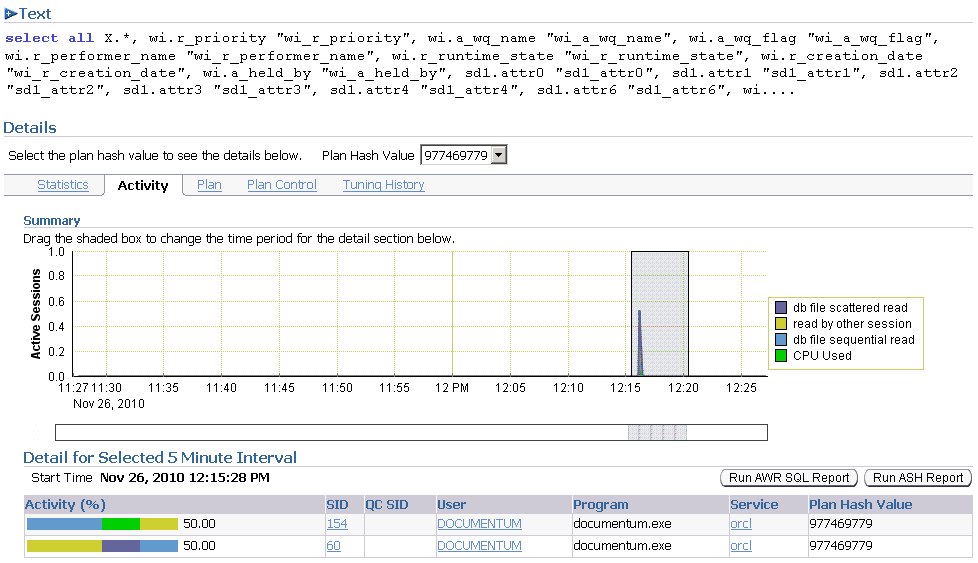 Text
select all X.*, wi.r_priority "wi_r_priority", wi.a_wq_name "wi_a_wq_name", wi.a_wq_flag "wi_a_wq_flag",
wi.r_performer_name "wi_r_performer_name", wi.r_runtime_state "wi_r_runtime_state", wi.r_creation_date
"wi_r_creation_date", wi.a_held_by "wi_a_held_by", sd1.attr0 "sd1_attr0", sd1.attr1 "sd1_attr1", sd1.attr2
"sd1_attr2", sd1.attr3 "sd1_attr3", sd1.attr4 "sd1_attr4", sd1.attr6 "sd1_attr6", wi....
Details
Select the plan hash value to see the details below. Plan Hash Value 977469779
Statistics Activity Plan Plan Control Tuning History
Summary
Drag the shaded box to change the time period for the detail section below.
Active Sessions
1.0
0.8
0.6
0.4
0.2
0.0
11:27 11:30 11:35 11:40 11:45 11:50 11:55 12 PM 12:05 12:10 12:15 12:20 12:25
Nov 26, 2010
db file scattered read
read by other session
db file sequential read
CPU Used
Detail for Selected 5 Minute Interval
Start Time Nov 26, 2010 12:15:28 PM
Run AWR SQL Report Run ASH Report
Activity (%) SID QC SID User Program Service Plan Hash Value
50.00 154 DOCUMENTUM documentum.exe orcl 977469779
50.00 60 DOCUMENTUM documentum.exe orcl 977469779